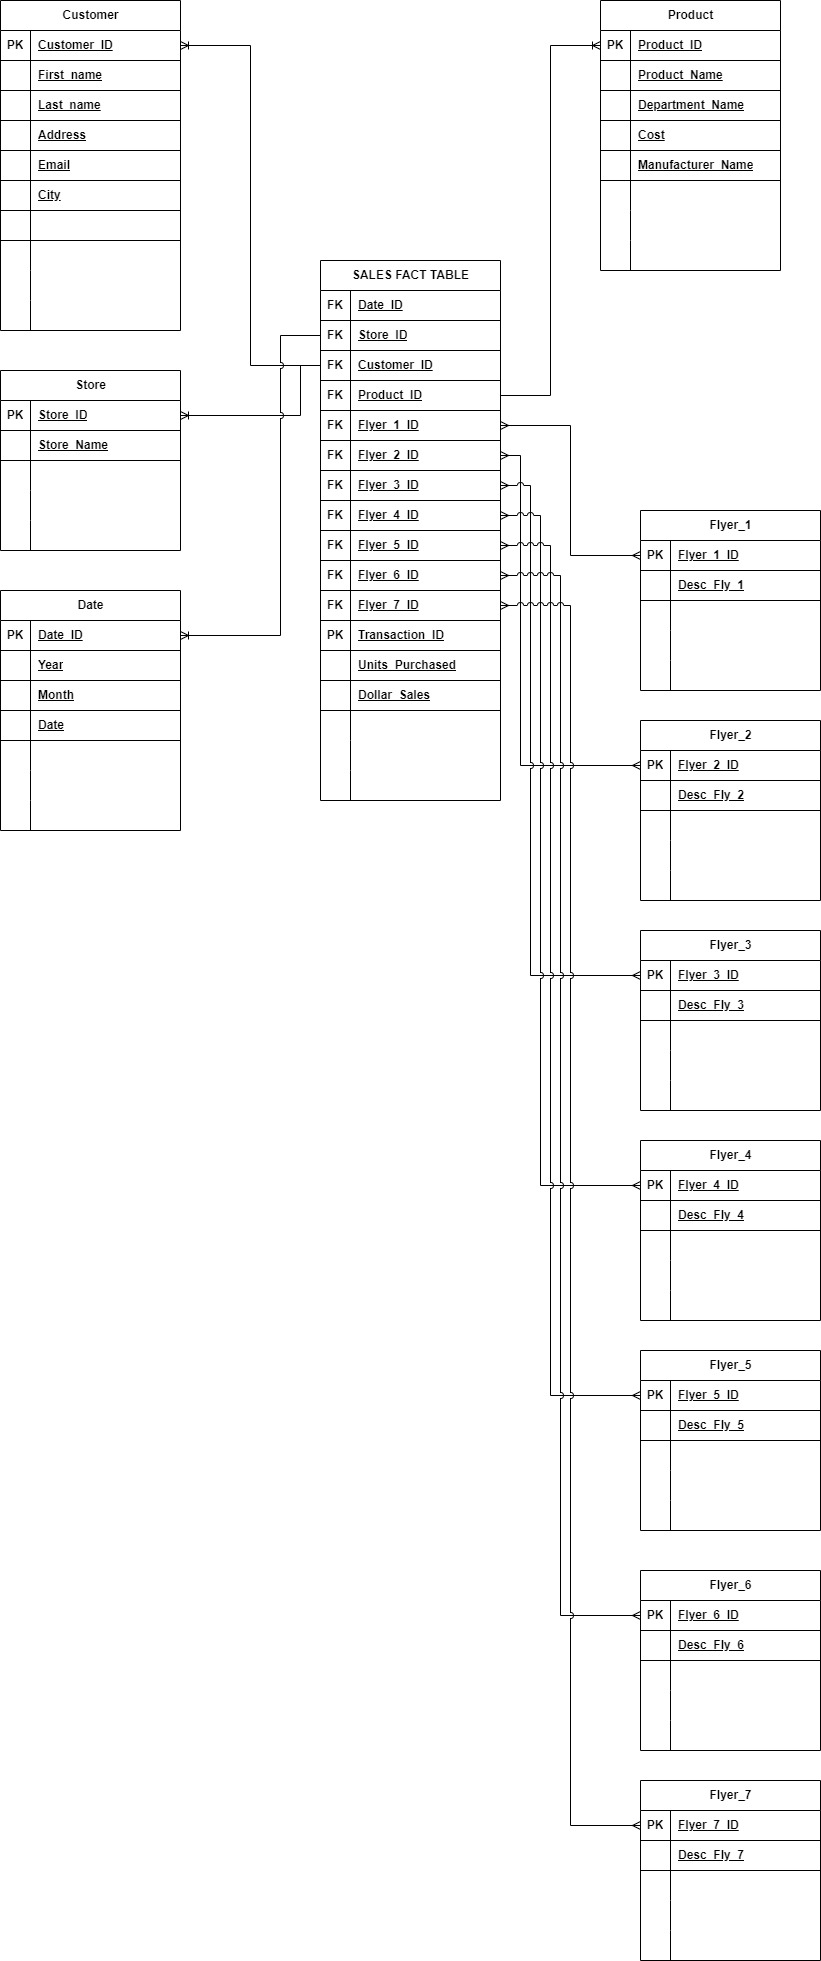 Customer
PK Customer_ID
First_name
Last_name
Address
Email
City
Product
PK Product_ID
Product_Name
Department_Name
Cost
Manufacturer_Name
SALES FACT TABLE
FK Date_ID
FK Store_ID
FK Customer_ID
FK Product_ID
FK Flyer_1_ID
FK Flyer_2_ID
FK Flyer_3_ID
FK Flyer_4_ID
FK Flyer_5_ID
FK Flyer_6_ID
FK Flyer_7_ID
PK Transaction_ID
Units_Purchased
Dollar_Sales
Store
PK Store_ID
Store_Name
Date
PK Date_ID
Year
Month
Date
Flyer_1
PK Flyer_1_ID
Desc_Fly_1
Flyer_2
PK Flyer_2_ID
Desc_Fly_2
Flyer_3
PK Flyer_3_ID
Desc_Fly_3
Flyer_4
PK Flyer_4_ID
Desc_Fly_4
Flyer_5
PK Flyer_5_ID
Desc_Fly_5
Flyer_6
PK Flyer_6_ID
Desc_Fly_6
Flyer_7
PK Flyer_7_ID
Desc_Fly_7